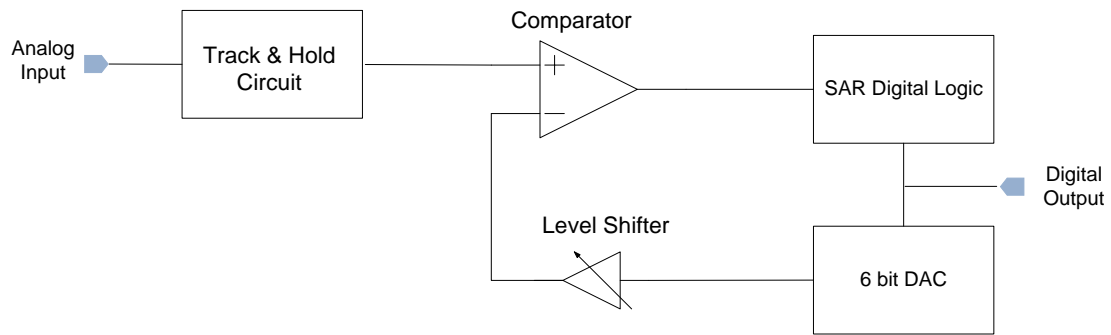 Comparator
Analog
Input
Track & Hold
Circuit
SAR Digital Logic
Digital
Output
Level Shifter
6 bit DAC